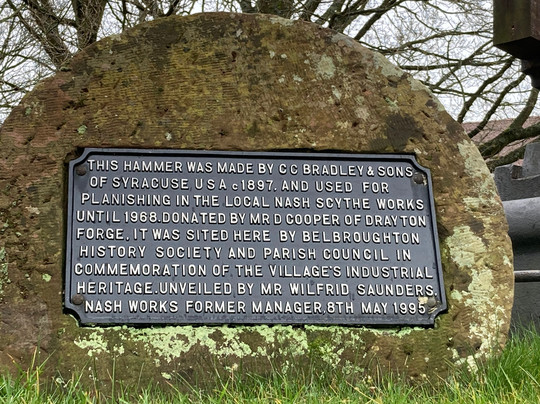 THIS HAMMER WAS MADE BY C C BRADLEY & SONS
OF SYRACUSE U S A c 1897. AND USED FOR
PLANISHING IN THE LOCAL NASH SCYTHE WORKS
UNTIL 1968. DONATED BY MR D COOPER OF DRAYTON
FORGE, IT WAS SITED HERE BY BELBROUGHTON
HISTORY SOCIETY AND PARISH COUNCIL IN
COMMEMORATION OF THE VILLAGE'S INDUSTRIAL
HERITAGE. UNVEILED BY MR WILFRID SAUNDERS
NASH WORKS FORMER MANAGER, 8TH MAY 1995